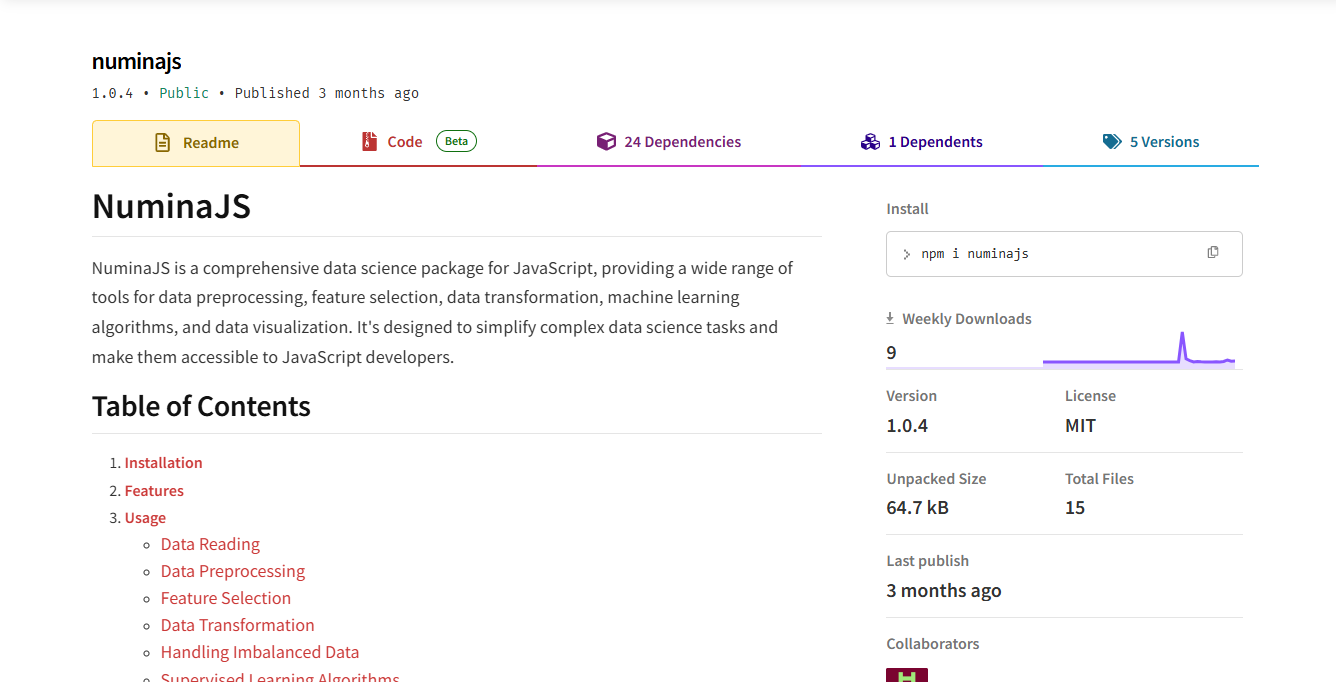 numinajs
1.0.4 • Public • Published 3 months ago
Readme
Code Beta
24 Dependencies
1 Dependents
5 Versions
NuminaJS
NuminaJS is a comprehensive data science package for JavaScript, providing a wide range of
tools for data preprocessing, feature selection, data transformation, machine learning
algorithms, and data visualization. It's designed to simplify complex data science tasks and
make them accessible to JavaScript developers.
Table of Contents
1. Installation
2. Features
3. Usage
◦ Data Reading
◦ Data Preprocessing
◦ Feature Selection
◦ Data Transformation
◦ Handling Imbalanced Data
◦ Supervised Learning Algorithms
Install
npm i numinajs
Weekly Downloads
9
Version
1.0.4
License
MIT
Unpacked Size
64.7 kB
Total Files
15
Last publish
3 months ago
Collaborators